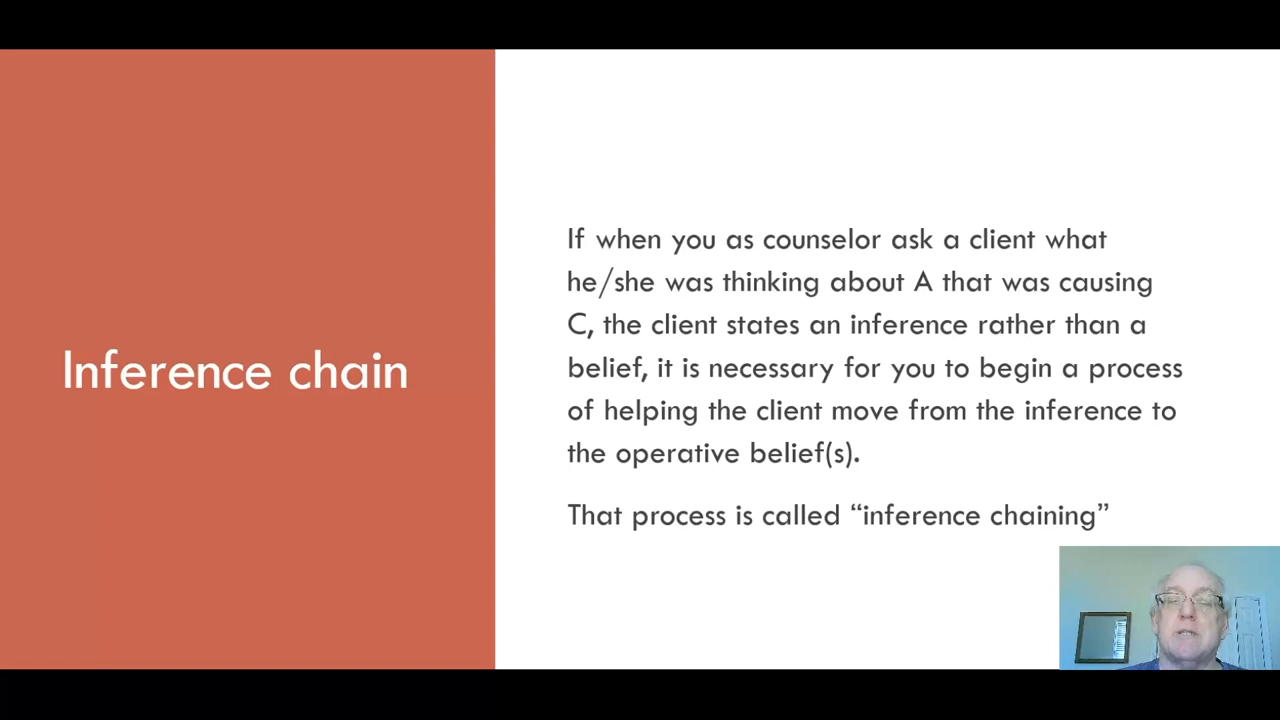 Inference chain
If when you as counselor ask a client what
he/she was thinking about A that was causing
C, the client states an inference rather than a
belief, it is necessary for you to begin a process
of helping the client move from the inference to
the operative belief(s).
That process is called “inference chaining”